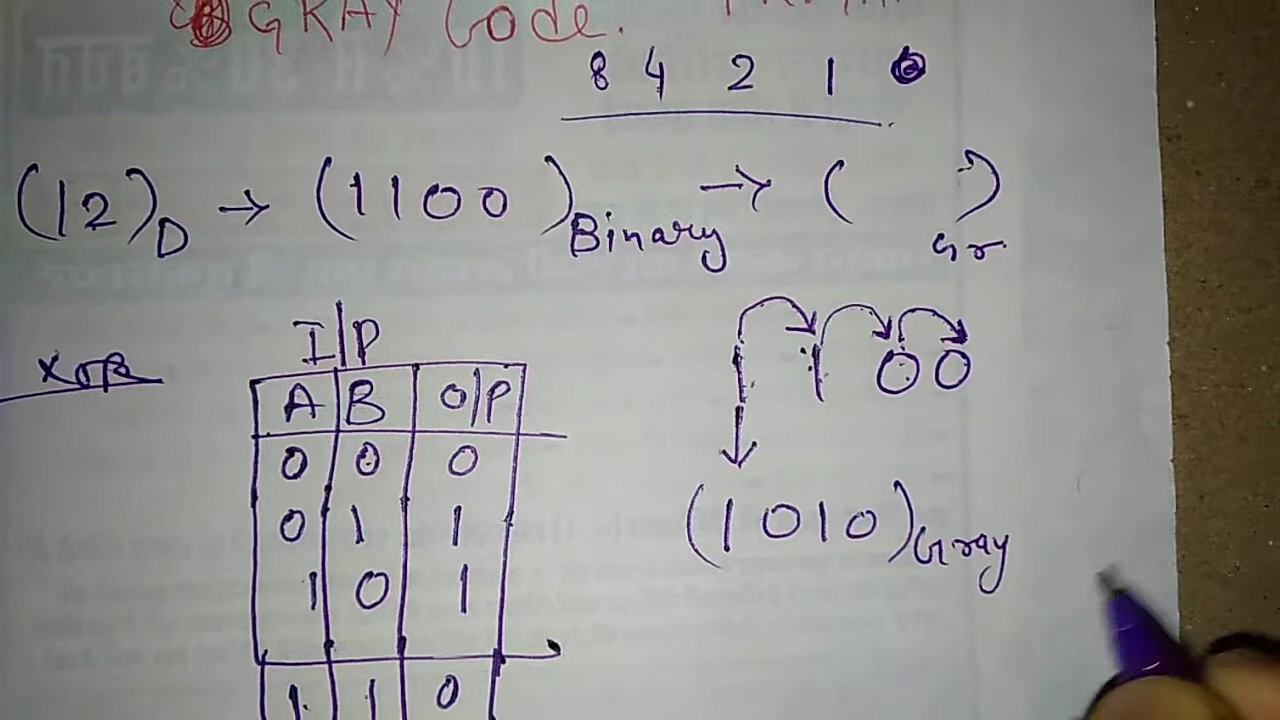 GRAY Code.
8 4 2 1
(12)D → (1100)Binary → ( )Gr
I/P
XOR
A B O/P
0 0 0
0 1 1
1 0 1
1 1 0
1 1 0 0
(1010)Gray